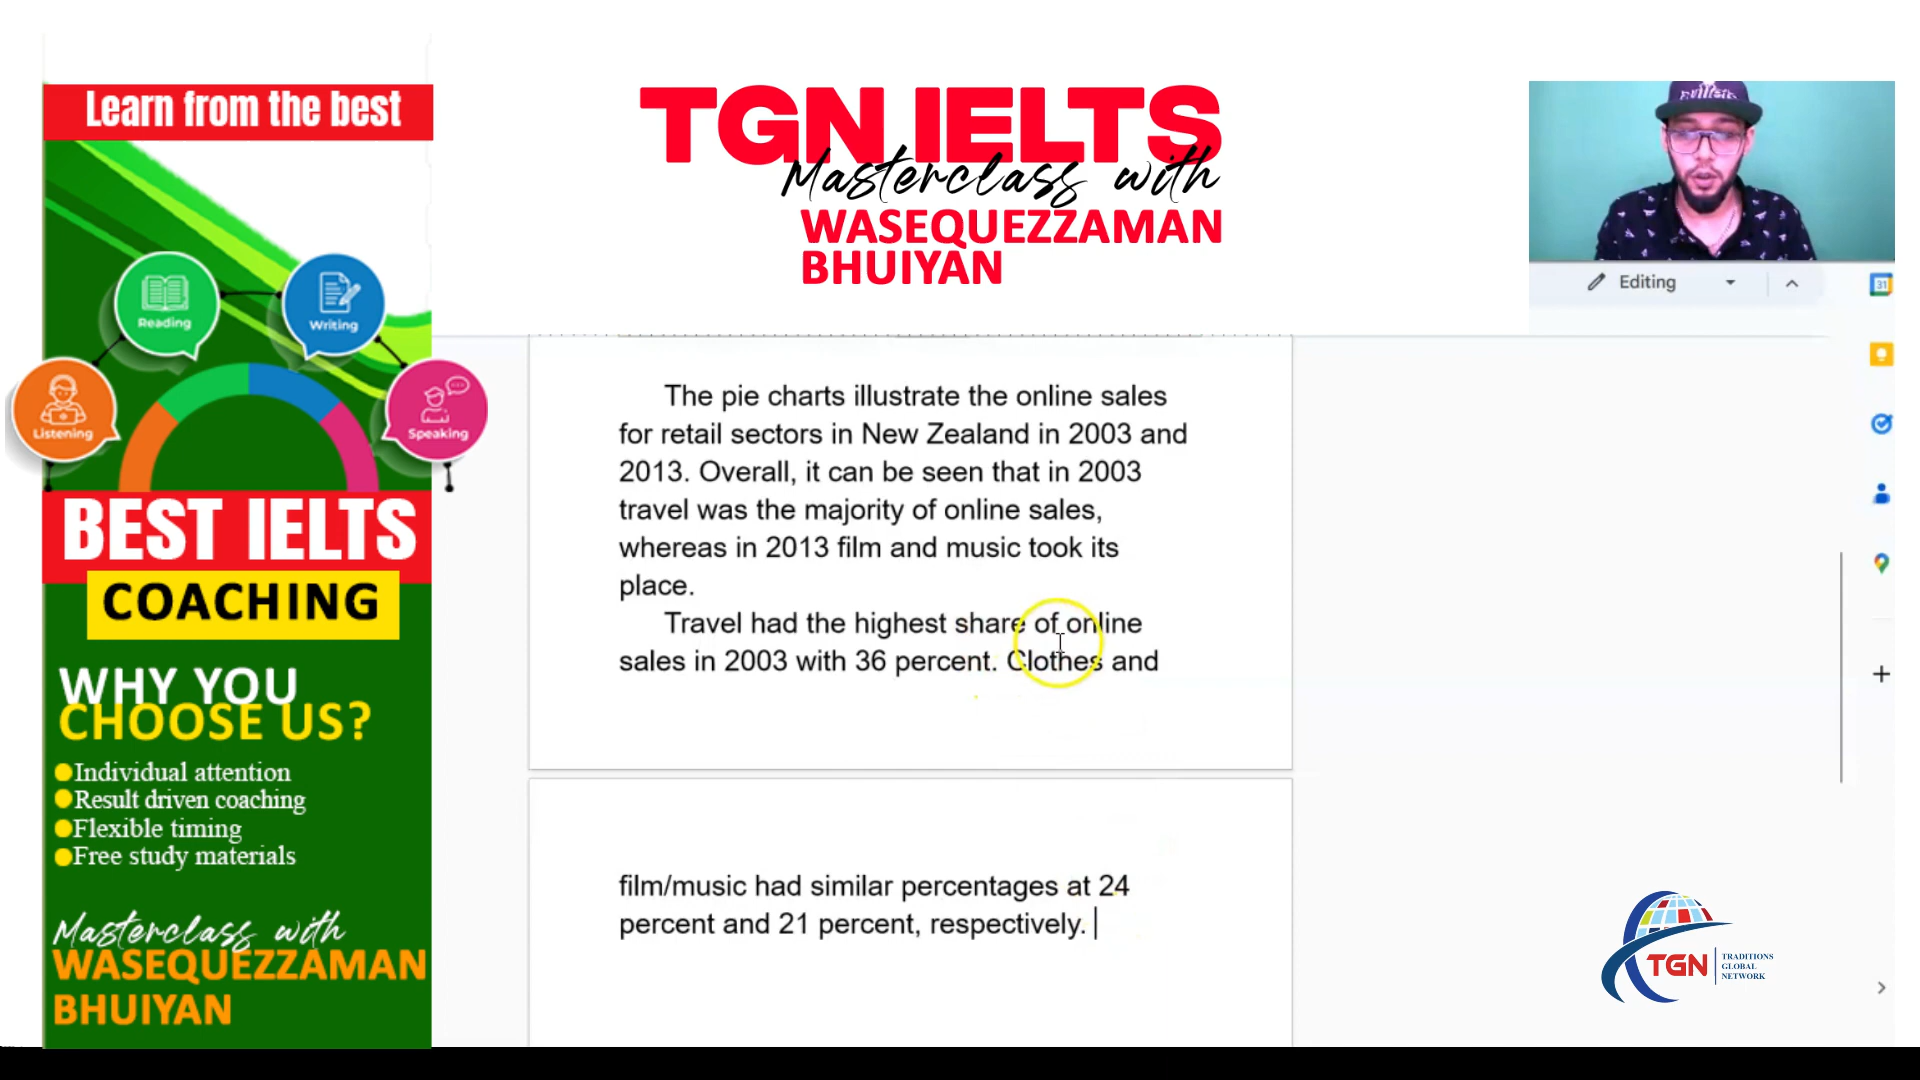 Learn from the best
Reading
Writing
Listening
Speaking
BEST IELTS
COACHING
WHY YOU
CHOOSE US?
Individual attention
Result driven coaching
Flexible timing
Free study materials
Masterclass with
WASEQUEZZAMAN
BHUIYAN
TGN IELTS
Masterclass with
WASEQUEZZAMAN
BHUIYAN
Editing
31
The pie charts illustrate the online sales
for retail sectors in New Zealand in 2003 and
2013. Overall, it can be seen that in 2003
travel was the majority of online sales,
whereas in 2013 film and music took its
place.
Travel had the highest share of online
sales in 2003 with 36 percent. Clothes and
film/music had similar percentages at 24
percent and 21 percent, respectively.
TGN
TRADITIONS
GLOBAL
NETWORK